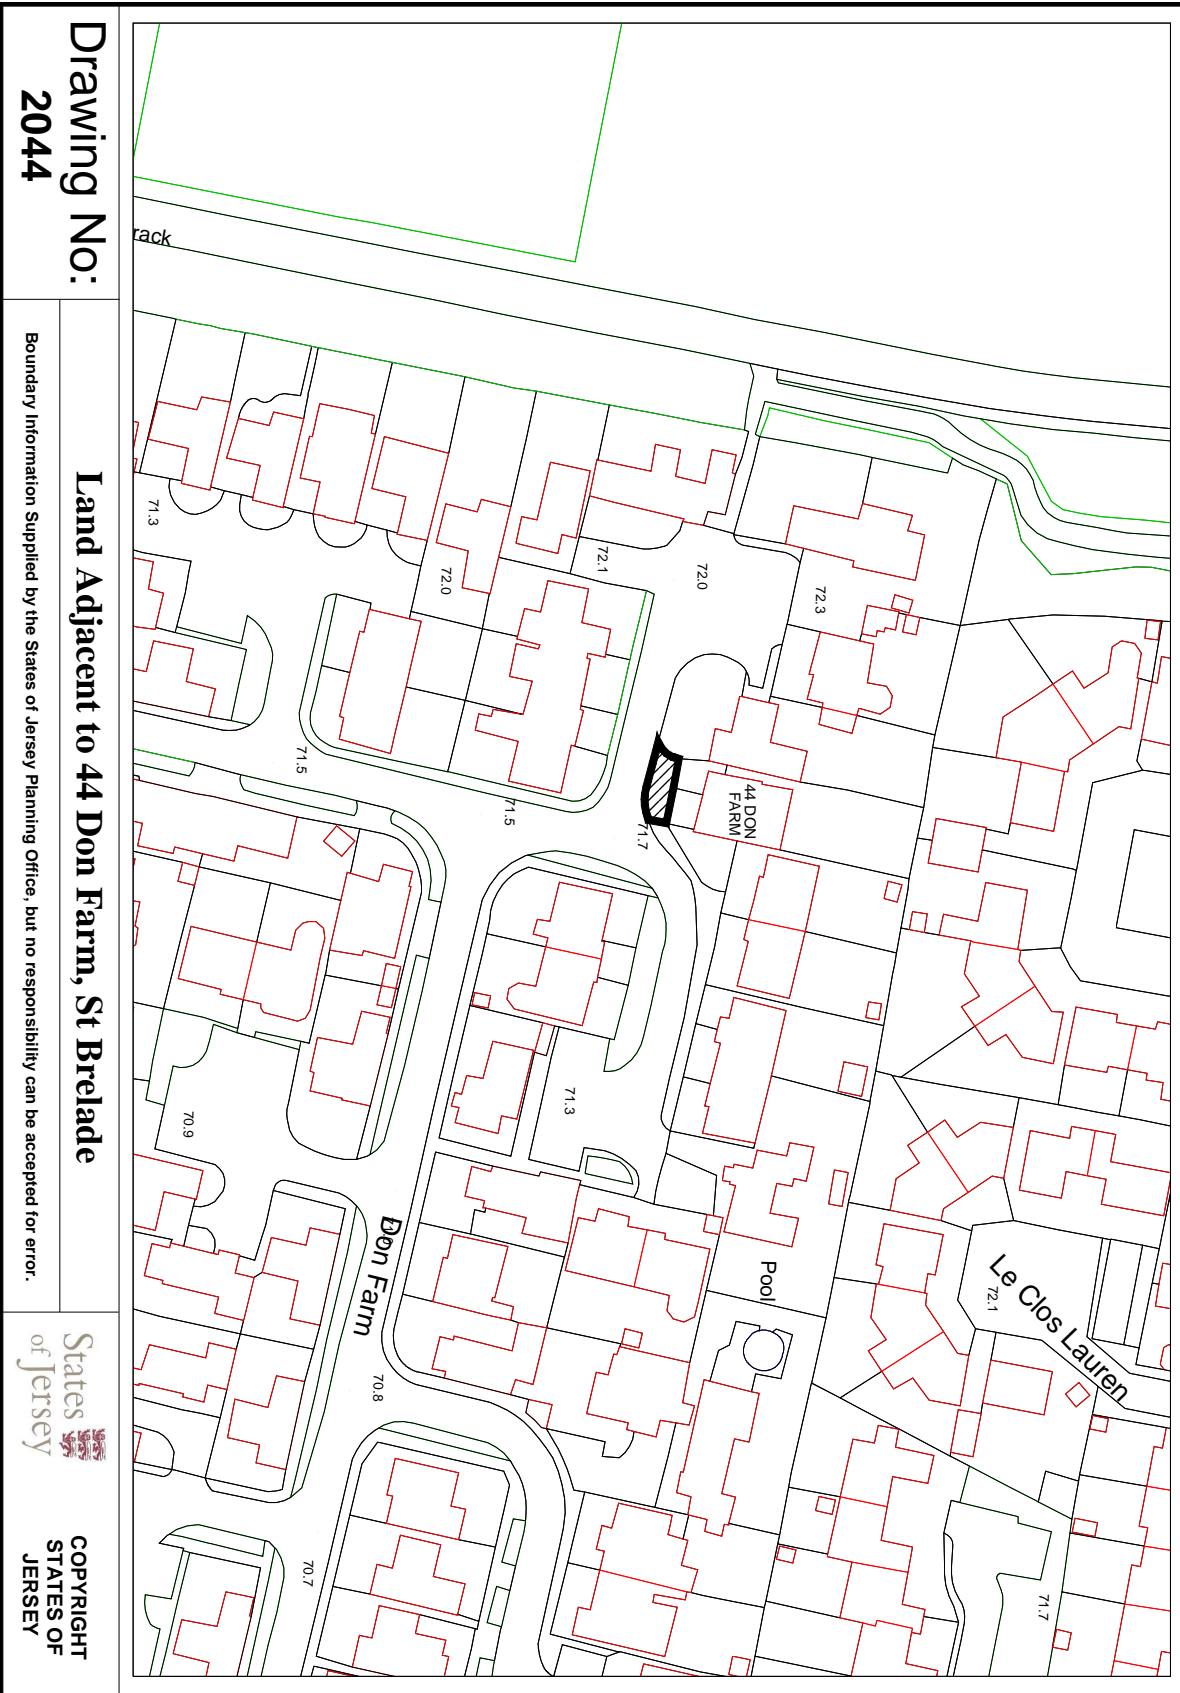 Drawing No:
2044
Land Adjacent to 44 Don Farm, St Brelade
Boundary Information Supplied by the States of Jersey Planning Office, but no responsibility can be accepted for error.
States
of Jersey
COPYRIGHT
STATES OF
JERSEY
rack
71.3
72.0
72.1
72.0
72.3
71.5
71.5
71.7
44 DON
FARM
71.3
70.9
Don Farm
70.8
70.7
Pool
Le Clos Lauren
72.1
71.7